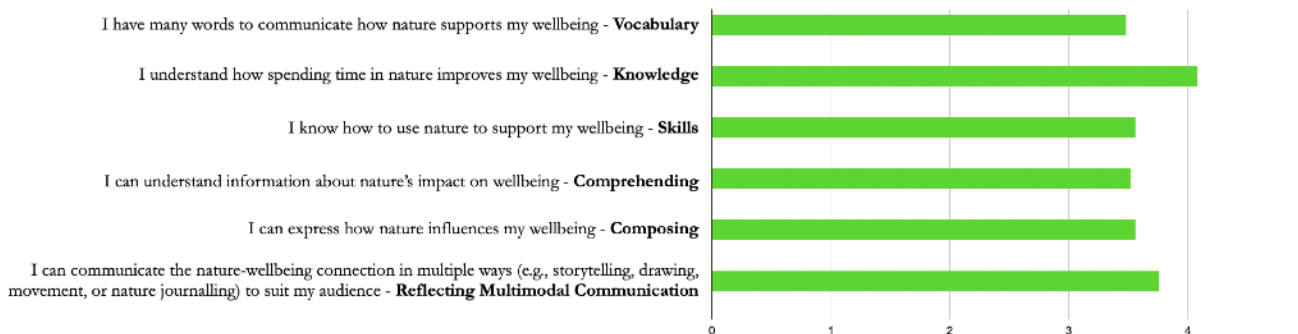 I have many words to communicate how nature supports my wellbeing - Vocabulary
I understand how spending time in nature improves my wellbeing - Knowledge
I know how to use nature to support my wellbeing - Skills
I can understand information about nature's impact on wellbeing - Comprehending
I can express how nature influences my wellbeing - Composing
I can communicate the nature-wellbeing connection in multiple ways (e.g., storytelling, drawing,
movement, or nature journalling) to suit my audience - Reflecting Multimodal Communication
0 1 2 3 4